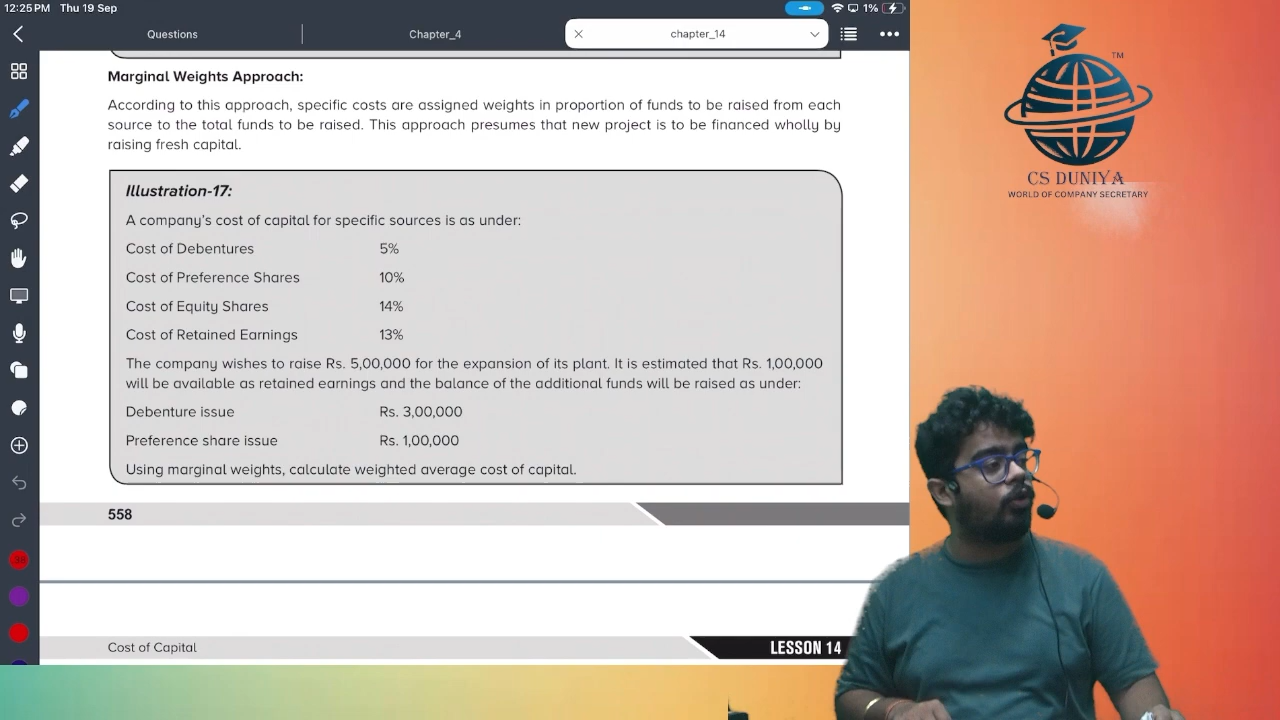 12:25 PM Thu 19 Sep
1%
Questions
Chapter_4
chapter_14
Marginal Weights Approach:
According to this approach, specific costs are assigned weights in proportion of funds to be raised from each
source to the total funds to be raised. This approach presumes that new project is to be financed wholly by
raising fresh capital.
Illustration-17:
A company's cost of capital for specific sources is as under:
Cost of Debentures 5%
Cost of Preference Shares 10%
Cost of Equity Shares 14%
Cost of Retained Earnings 13%
The company wishes to raise Rs. 5,00,000 for the expansion of its plant. It is estimated that Rs. 1,00,000
will be available as retained earnings and the balance of the additional funds will be raised as under:
Debenture issue Rs. 3,00,000
Preference share issue Rs. 1,00,000
Using marginal weights, calculate weighted average cost of capital.
558
Cost of Capital
LESSON 14
TM
CS DUNIYA
WORLD OF COMPANY SECRETARY